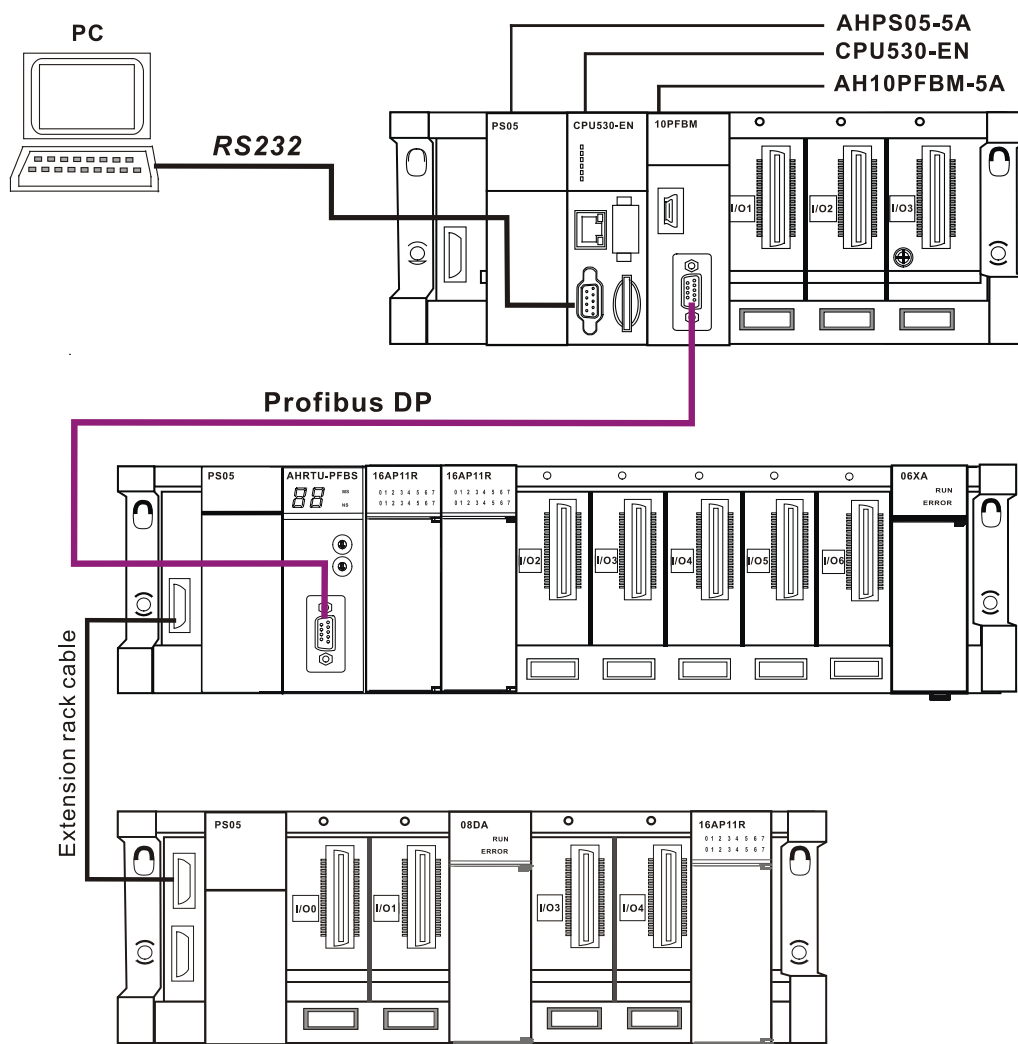 PC
AHPS05-5A
CPU530-EN
AH10PFBM-5A
RS232
PS05
CPU530-EN
10PFBM
I/O1
I/O2
I/O3
Profibus DP
PS05
AHRTU-PFBS
16AP11R
16AP11R
06XA
88
MS
NS
0 1 2 3 4 5 6 7
0 1 2 3 4 5 6 7
0 1 2 3 4 5 6 7
0 1 2 3 4 5 6 7
RUN
ERROR
I/O2
I/O3
I/O4
I/O5
I/O6
Extension rack cable
PS05
08DA
RUN
ERROR
16AP11R
0 1 2 3 4 5 6 7
0 1 2 3 4 5 6 7
I/O0
I/O1
I/O3
I/O4